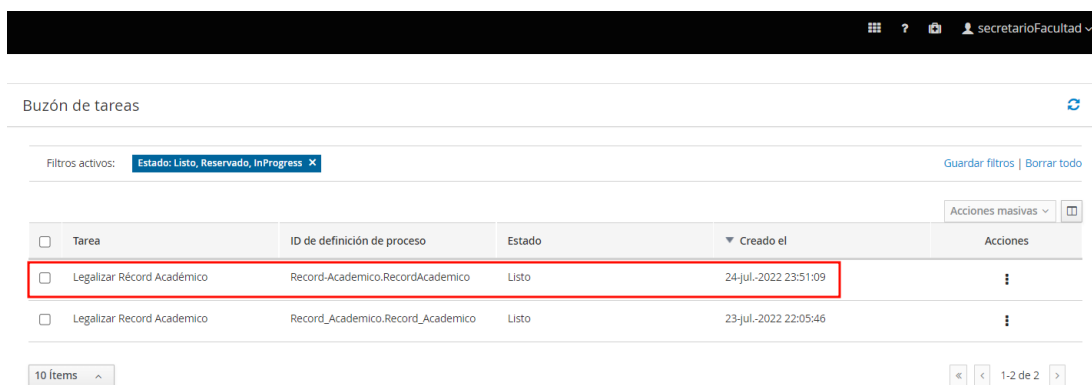 ? secretarioFacultad
Buzón de tareas
Filtros activos: Estado: Listo, Reservado, InProgress X Guardar filtros | Borrar todo
Acciones masivas
Tarea ID de definición de proceso Estado Creado el Acciones
Legalizar Récord Académico Record-Academico.RecordAcademico Listo 24-jul.-2022 23:51:09
Legalizar Record Academico Record_Academico.Record_Academico Listo 23-jul.-2022 22:05:46
10 Ítems « < 1-2 de 2 >